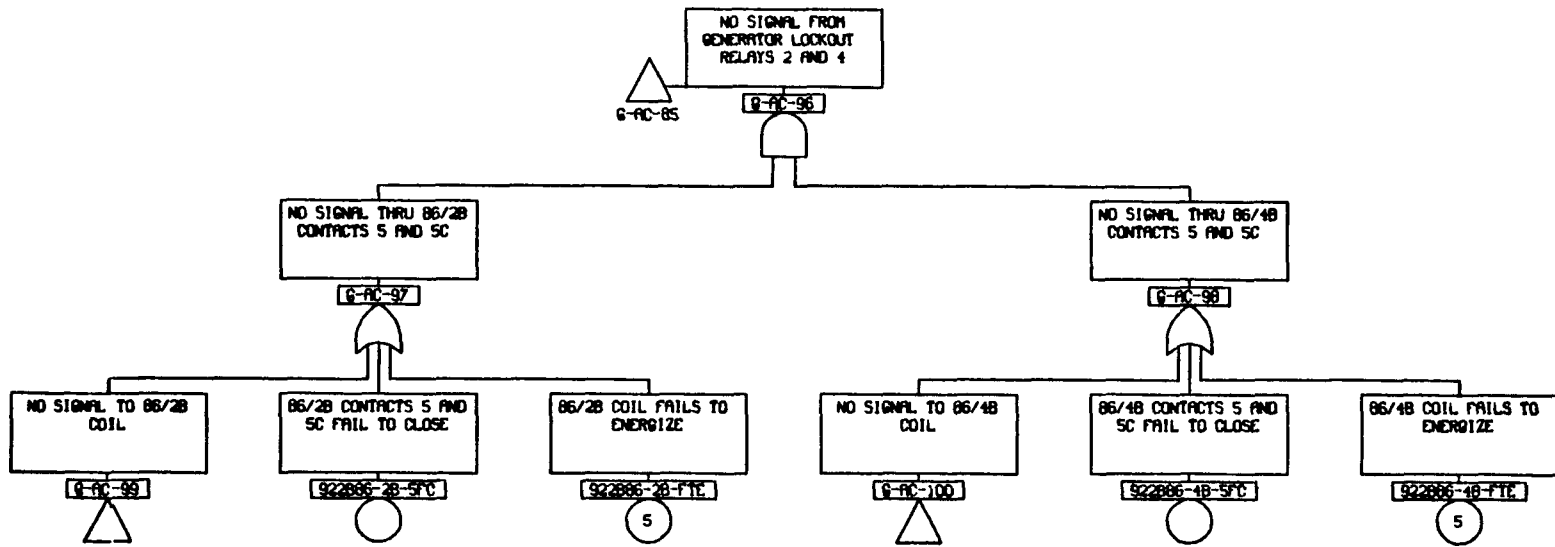 NO SIGNAL FROM
GENERATOR LOCKOUT
RELAYS 2 AND 4
G-AC-85
G-AC-96
NO SIGNAL THRU 86/2B
CONTACTS 5 AND 5C
G-AC-97
NO SIGNAL THRU 86/4B
CONTACTS 5 AND 5C
G-AC-98
NO SIGNAL TO 86/2B
COIL
G-AC-99
86/2B CONTACTS 5 AND
5C FAIL TO CLOSE
922B86-2B-5FC
86/2B COIL FAILS TO
ENERGIZE
922B86-2B-FTE
5
NO SIGNAL TO 86/4B
COIL
G-AC-100
86/4B CONTACTS 5 AND
5C FAIL TO CLOSE
922B86-4B-5FC
86/4B COIL FAILS TO
ENERGIZE
922B86-4B-FTE
5